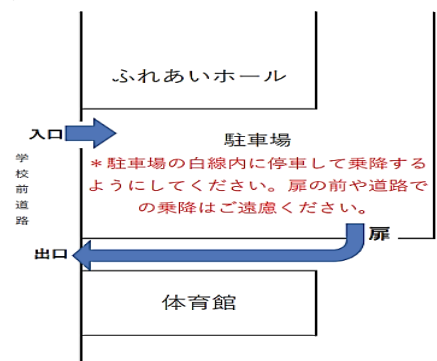 ふれあいホール
入口
駐車場
学校前道路
＊駐車場の白線内に停車して乗降する
ようにしてください。扉の前や道路で
の乗降はご遠慮ください。
扉
出口
体育館